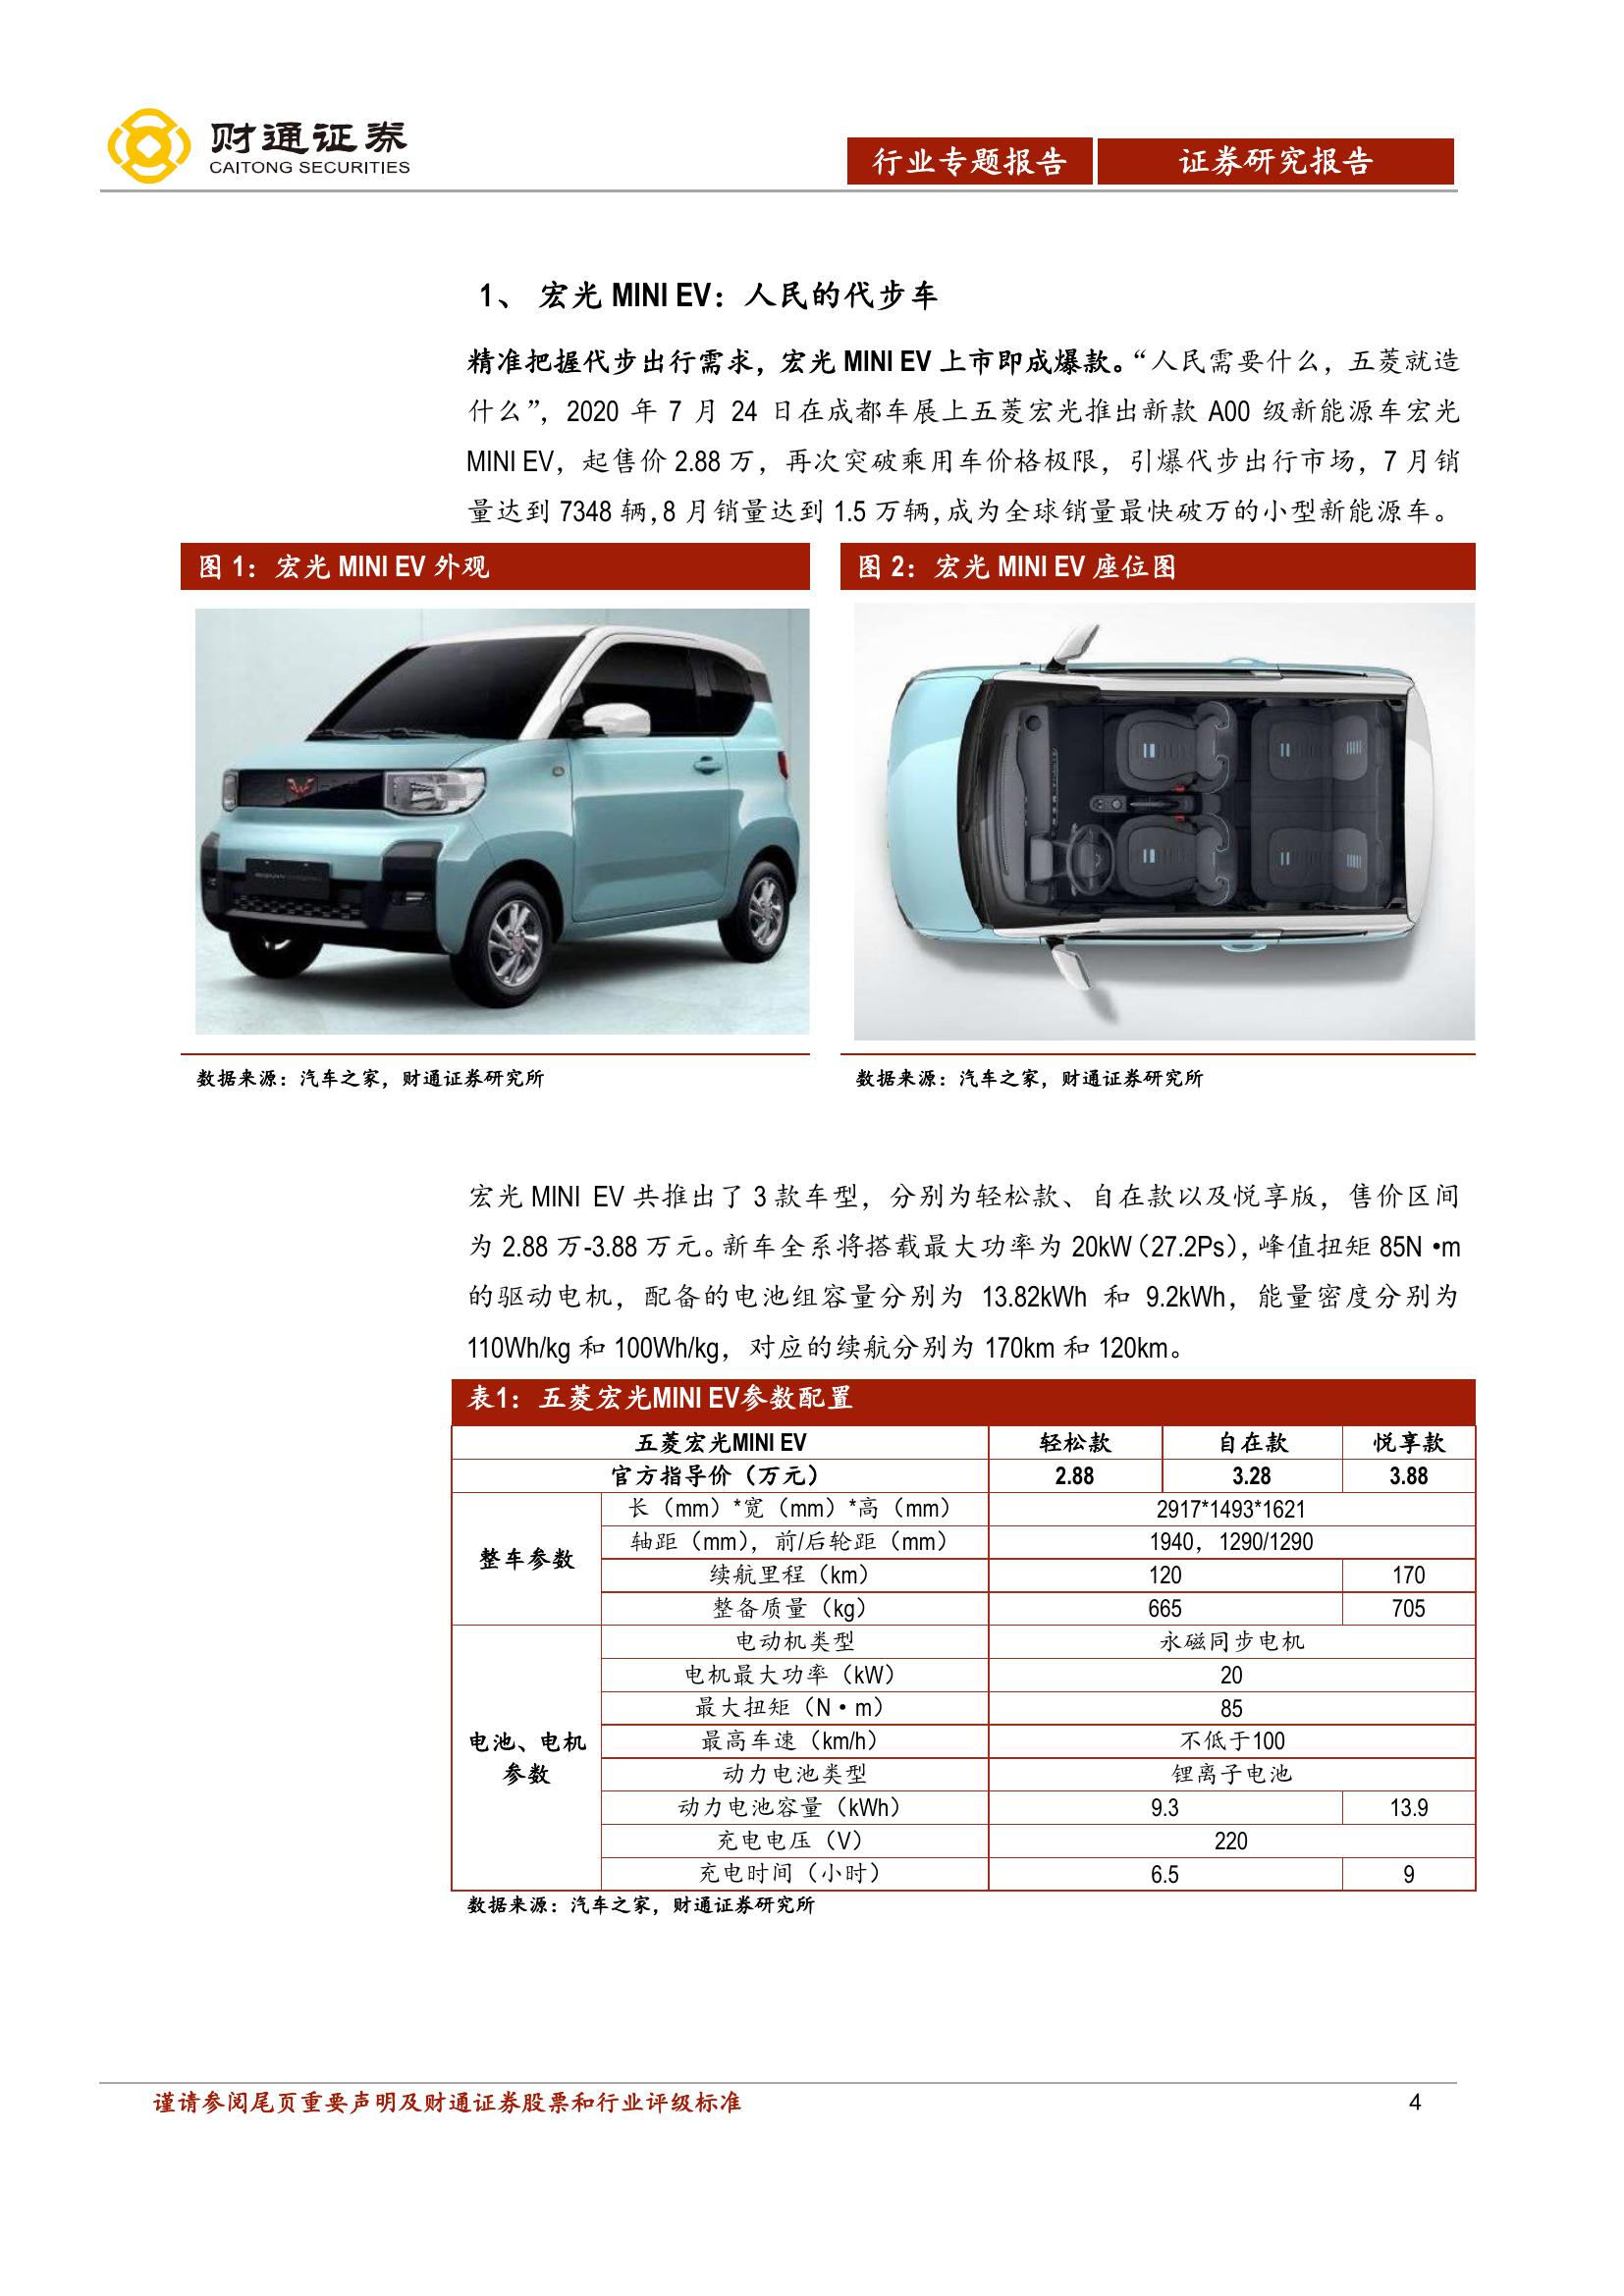 财通证券
CAITONG SECURITIES
行业专题报告 证券研究报告
1、 宏光 MINI EV：人民的代步车
精准把握代步出行需求，宏光 MINI EV 上市即成爆款。“人民需要什么，五菱就造
什么”，2020 年 7 月 24 日在成都车展上五菱宏光推出新款 A00 级新能源车宏光
MINI EV，起售价 2.88 万，再次突破乘用车价格极限，引爆代步出行市场，7 月销
量达到 7348 辆,8 月销量达到 1.5 万辆,成为全球销量最快破万的小型新能源车。
图 1：宏光 MINI EV 外观
图 2：宏光 MINI EV 座位图
数据来源：汽车之家，财通证券研究所
数据来源：汽车之家，财通证券研究所
宏光 MINI EV 共推出了 3 款车型，分别为轻松款、自在款以及悦享版，售价区间
为 2.88 万-3.88 万元。新车全系将搭载最大功率为 20kW（27.2Ps），峰值扭矩 85N •m
的驱动电机，配备的电池组容量分别为 13.82kWh 和 9.2kWh，能量密度分别为
110Wh/kg 和 100Wh/kg，对应的续航分别为 170km 和 120km。
表1：五菱宏光MINI EV参数配置
五菱宏光MINI EV 轻松款 自在款 悦享款
官方指导价（万元） 2.88 3.28 3.88
整车参数
长（mm）*宽（mm）*高（mm） 2917*1493*1621
轴距（mm），前/后轮距（mm） 1940，1290/1290
续航里程（km） 120 170
整备质量（kg） 665 705
电池、电机
参数
电动机类型 永磁同步电机
电机最大功率（kW） 20
最大扭矩（N·m） 85
最高车速（km/h） 不低于100
动力电池类型 锂离子电池
动力电池容量（kWh） 9.3 13.9
充电电压（V） 220
充电时间（小时） 6.5 9
数据来源：汽车之家，财通证券研究所
谨请参阅尾页重要声明及财通证券股票和行业评级标准 4